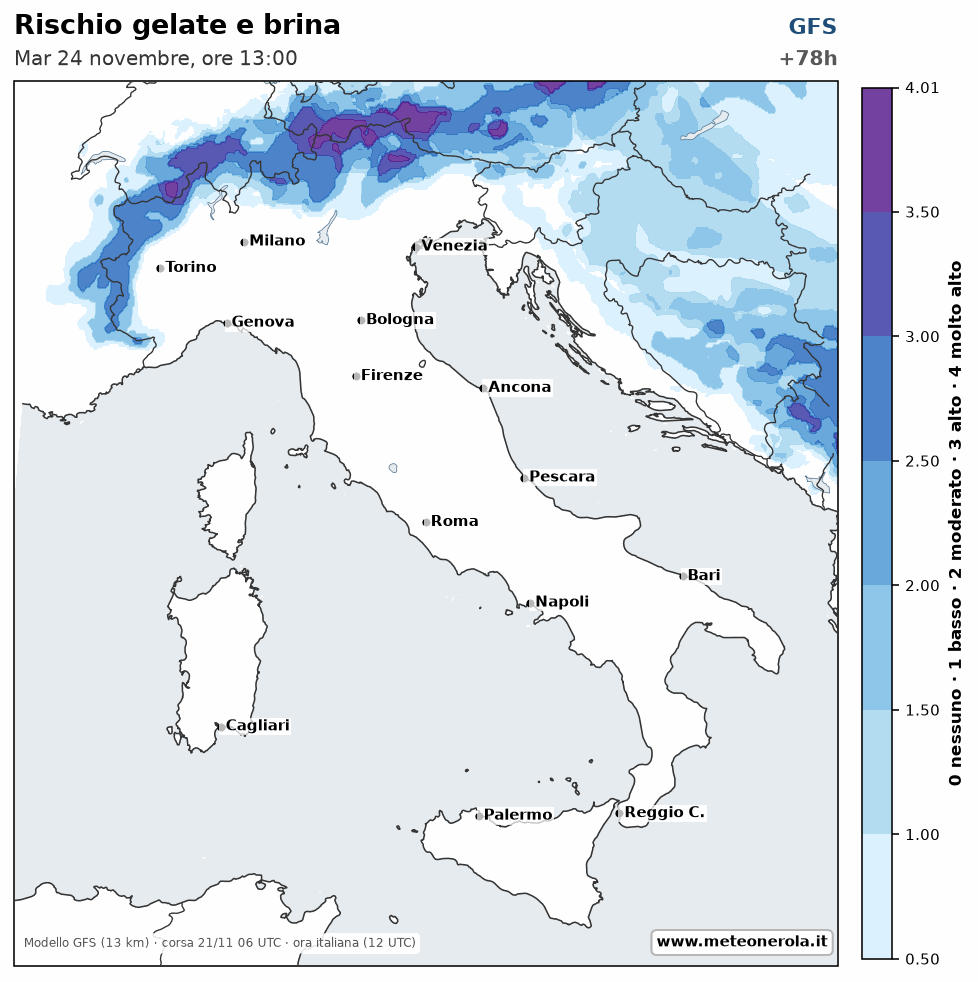 Rischio gelate e brina
GFS
Mar 24 novembre, ore 13:00
+78h
Milano
Venezia
Torino
Genova
Bologna
Firenze
Ancona
Pescara
Roma
Bari
Napoli
Cagliari
Palermo
Reggio C.
Modello GFS (13 km) · corsa 21/11 06 UTC · ora italiana (12 UTC)
www.meteonerola.it
4.01
3.50
3.00
2.50
2.00
1.50
1.00
0.50
0 nessuno · 1 basso · 2 moderato · 3 alto · 4 molto alto